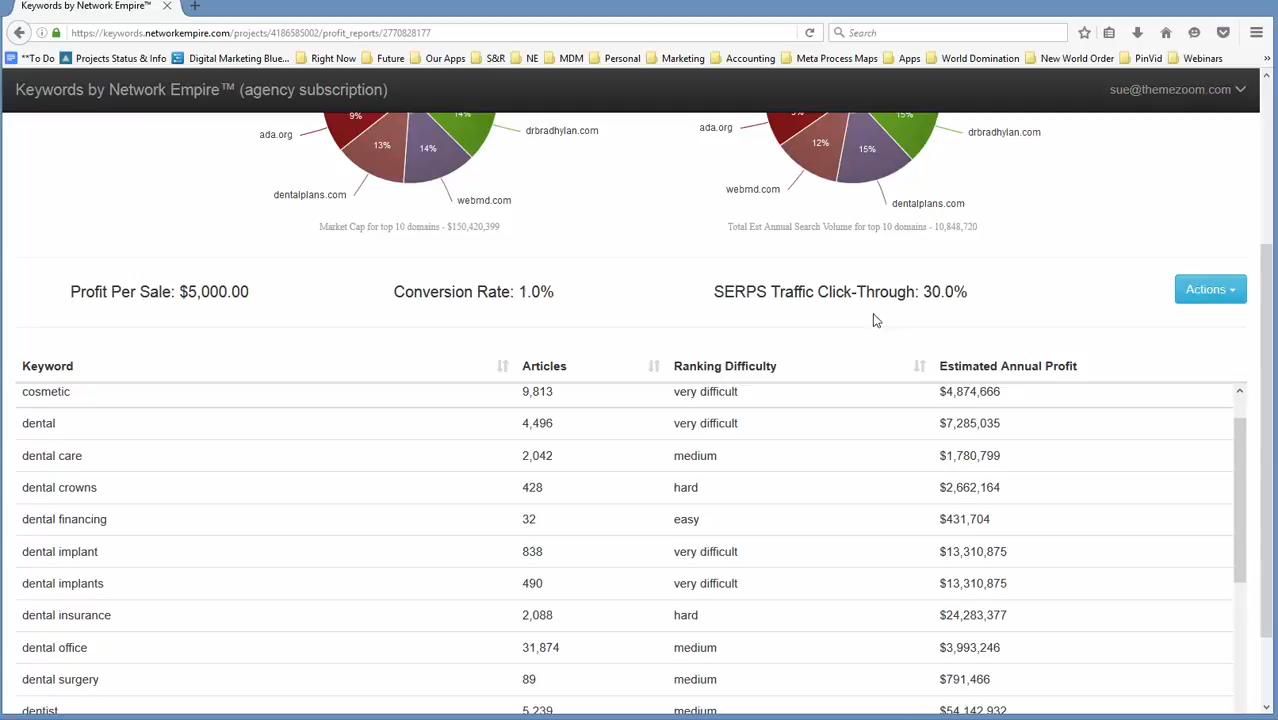 Keywords by Network Empire™
https://keywords.networkempire.com/projects/4186585002/profit_reports/2770828177
Search
**To Do Projects Status & Info Digital Marketing Blue... Right Now Future Our Apps S&R NE MDM Personal Marketing Accounting Meta Process Maps Apps World Domination New World Order PinVid Webinars »
Keywords by Network Empire™ (agency subscription) sue@themezoom.com
9% 14% 9% 15%
ada.org drbradhylan.com ada.org drbradhylan.com
13% 14% 12% 15%
dentalplans.com webmd.com webmd.com dentalplans.com
Market Cap for top 10 domains - $150,420,399 Total Est Annual Search Volume for top 10 domains - 10,848,720
Profit Per Sale: $5,000.00 Conversion Rate: 1.0% SERPS Traffic Click-Through: 30.0% Actions
Keyword Articles Ranking Difficulty Estimated Annual Profit
cosmetic 9,813 very difficult $4,874,666
dental 4,496 very difficult $7,285,035
dental care 2,042 medium $1,780,799
dental crowns 428 hard $2,662,164
dental financing 32 easy $431,704
dental implant 838 very difficult $13,310,875
dental implants 490 very difficult $13,310,875
dental insurance 2,088 hard $24,283,377
dental office 31,874 medium $3,993,246
dental surgery 89 medium $791,466
dentist 5,239 medium $54,142,932